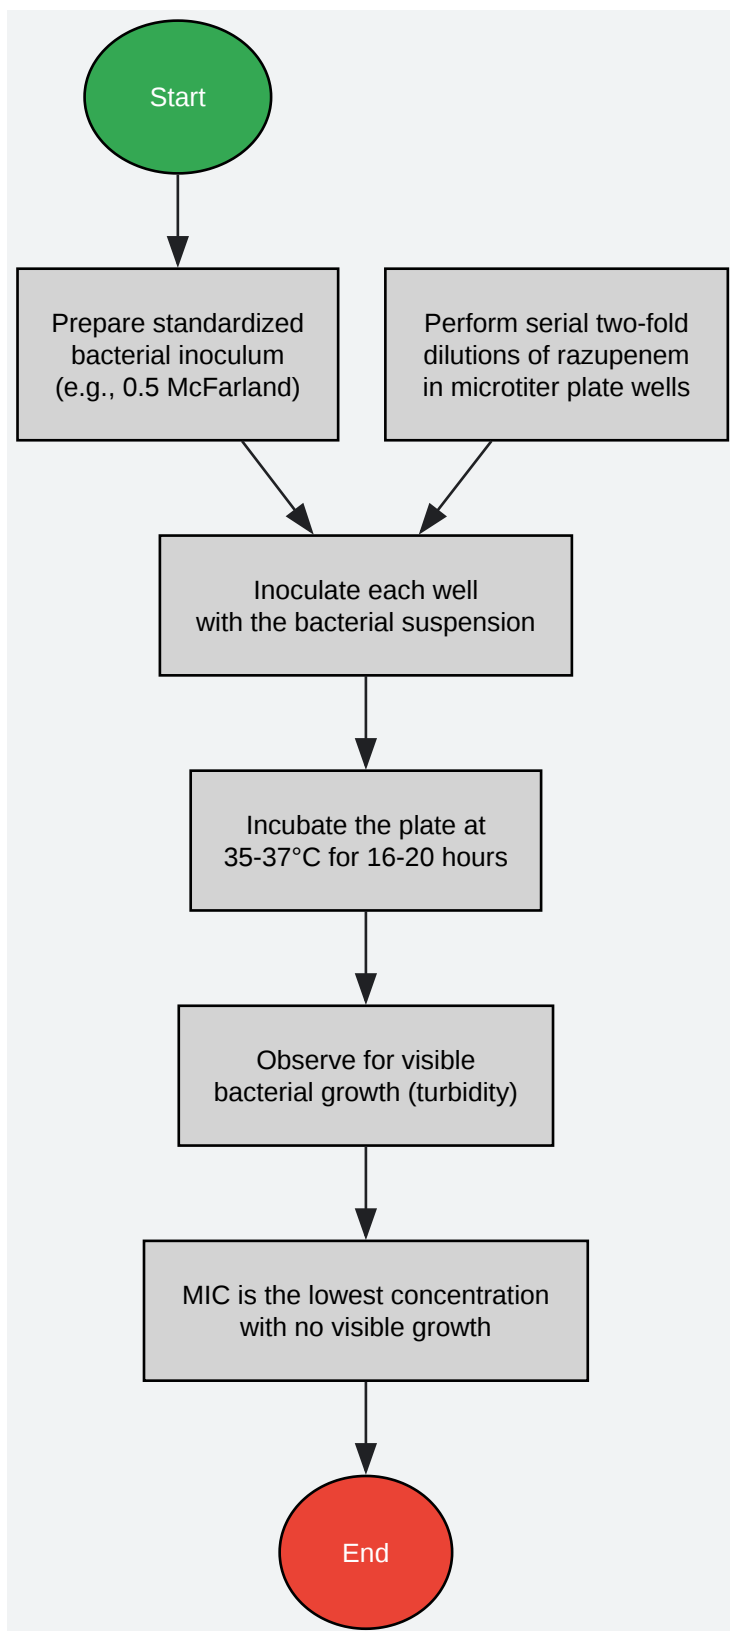 Start
Prepare standardized
bacterial inoculum
(e.g., 0.5 McFarland)
Perform serial two-fold
dilutions of razupenem
in microtiter plate wells
Inoculate each well
with the bacterial suspension
Incubate the plate at
35-37°C for 16-20 hours
Observe for visible
bacterial growth (turbidity)
MIC is the lowest concentration
with no visible growth
End